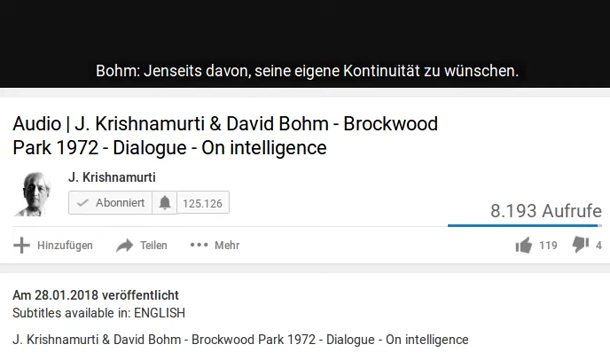 Bohm: Jenseits davon, seine eigene Kontinuität zu wünschen.
Audio | J. Krishnamurti & David Bohm - Brockwood
Park 1972 - Dialogue - On intelligence
J. Krishnamurti
Abonniert 125.126
8.193 Aufrufe
Hinzufügen Teilen Mehr 119 4
Am 28.01.2018 veröffentlicht
Subtitles available in: ENGLISH
J. Krishnamurti & David Bohm - Brockwood Park 1972 - Dialogue - On intelligence